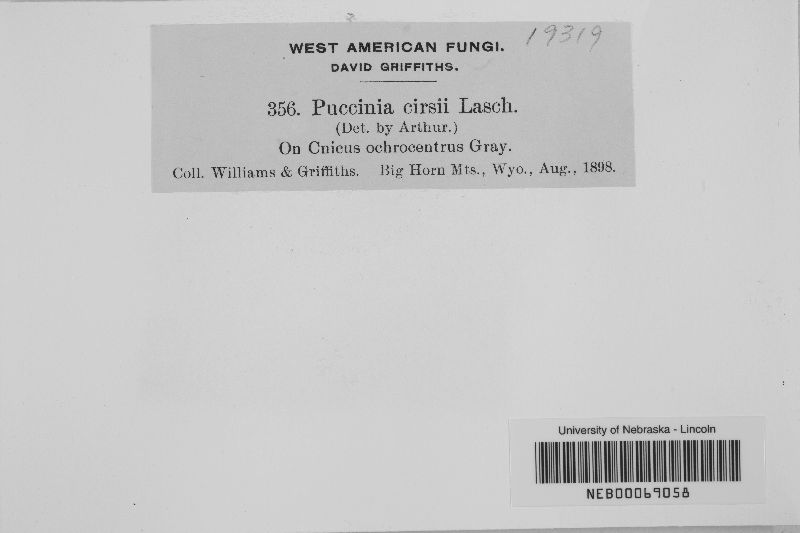 19319
WEST AMERICAN FUNGI.
DAVID GRIFFITHS.
356. Puccinia cirsii Lasch.
(Det. by Arthur.)
On Cnicus ochrocentrus Gray.
Coll. Williams & Griffiths. Big Horn Mts., Wyo., Aug., 1898.
University of Nebraska - Lincoln
NEB00069058